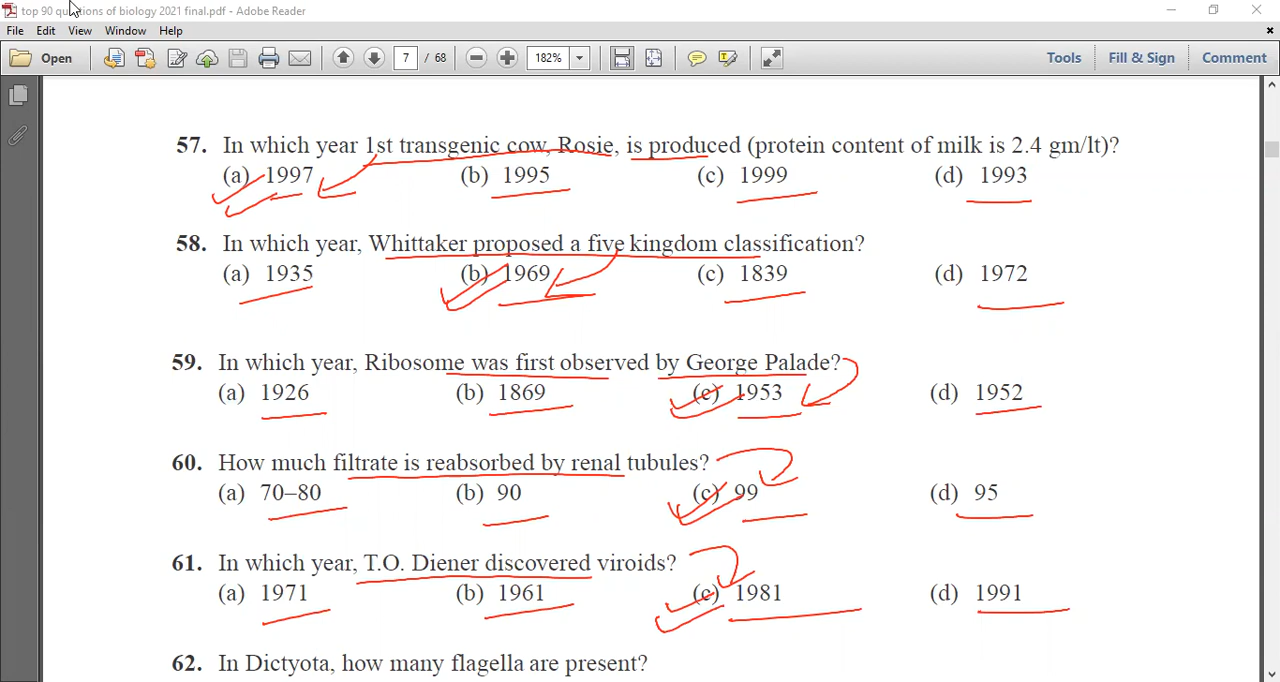 top 90 questions of biology 2021 final.pdf - Adobe Reader
File Edit View Window Help
Open 7 / 68 182% Tools Fill & Sign Comment
57. In which year 1st transgenic cow, Rosie, is produced (protein content of milk is 2.4 gm/lt)?
(a) 1997 (b) 1995 (c) 1999 (d) 1993
58. In which year, Whittaker proposed a five kingdom classification?
(a) 1935 (b) 1969 (c) 1839 (d) 1972
59. In which year, Ribosome was first observed by George Palade?
(a) 1926 (b) 1869 (c) 1953 (d) 1952
60. How much filtrate is reabsorbed by renal tubules?
(a) 70–80 (b) 90 (c) 99 (d) 95
61. In which year, T.O. Diener discovered viroids?
(a) 1971 (b) 1961 (c) 1981 (d) 1991
62. In Dictyota, how many flagella are present?